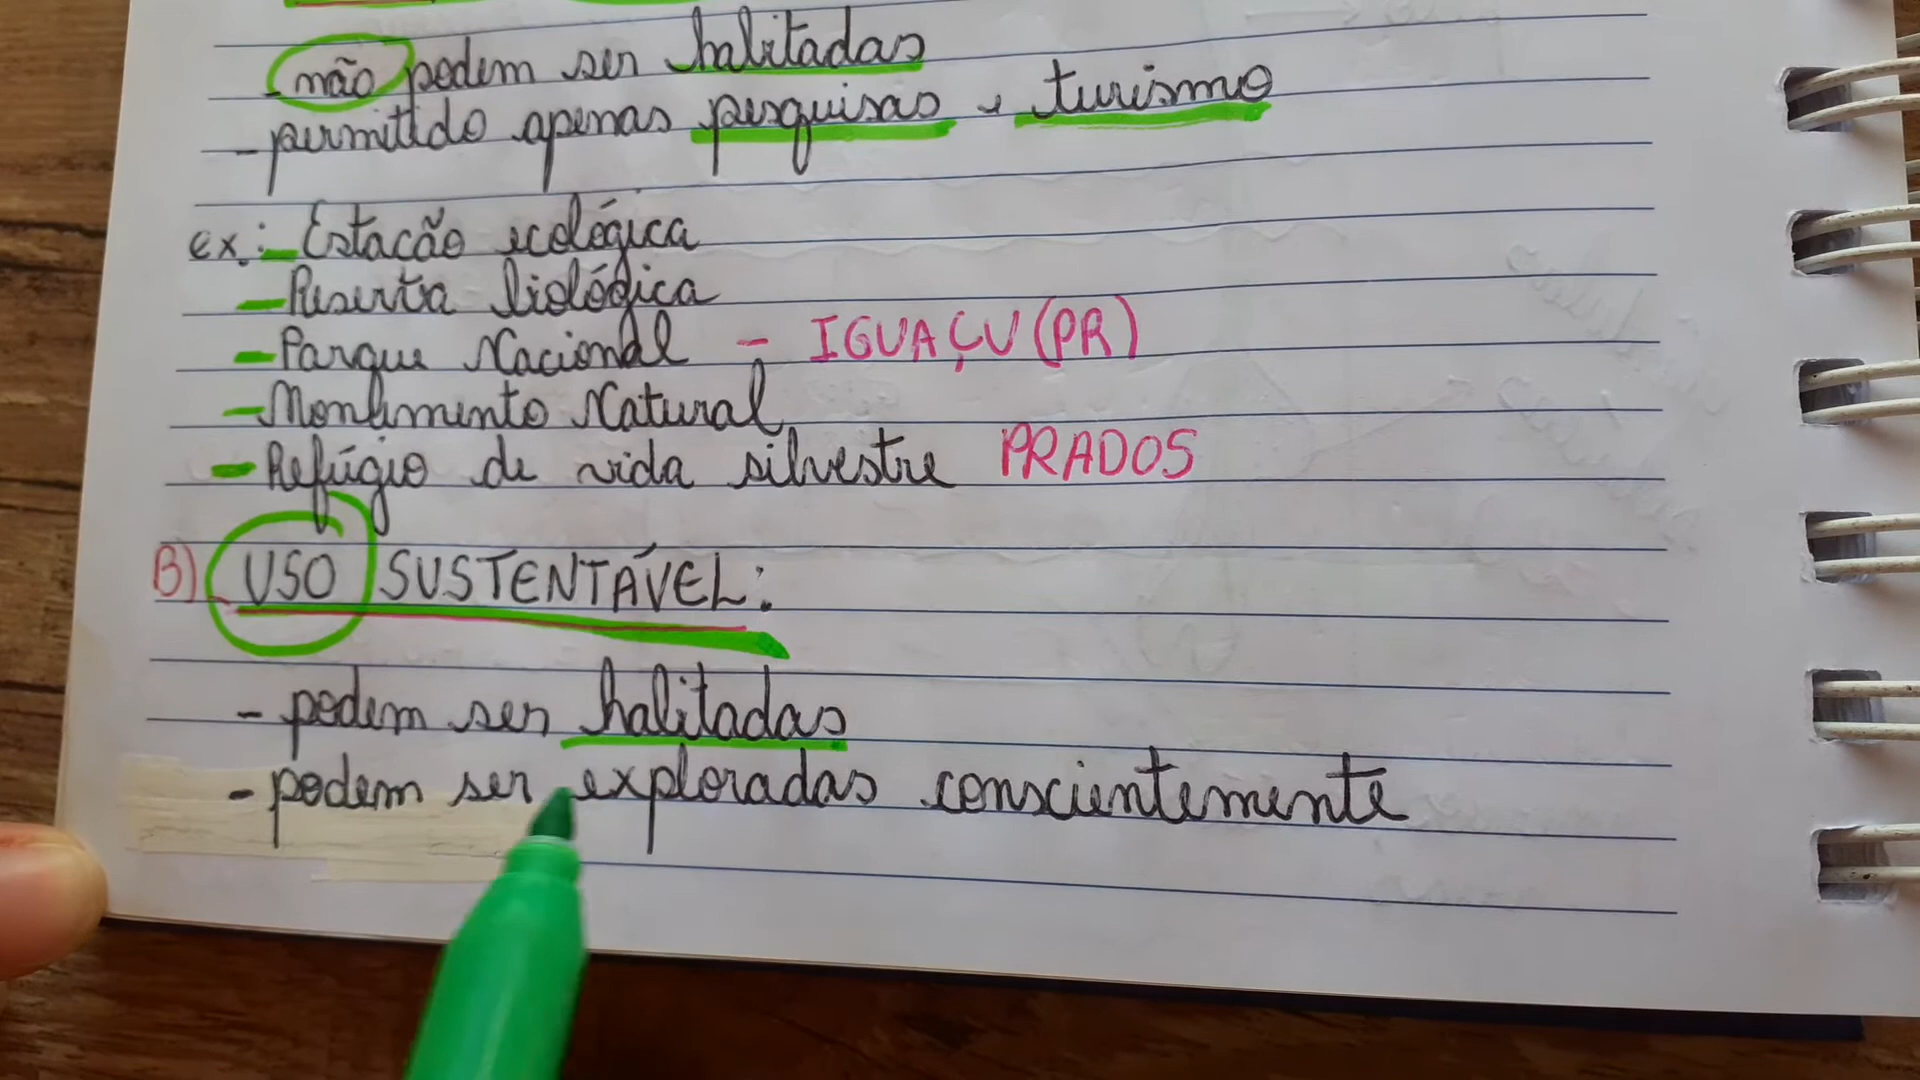 - não podem ser habitadas
- permitido apenas pesquisas e turismo
ex.: - Estacão ecológica
- Reserva biológica
- Parque Nacional - IGUAÇU (PR)
- Monumento Natural
- Refúgio de vida silvestre PRADOS
B) USO SUSTENTÁVEL:
- podem ser habitadas
- podem ser exploradas conscientemente